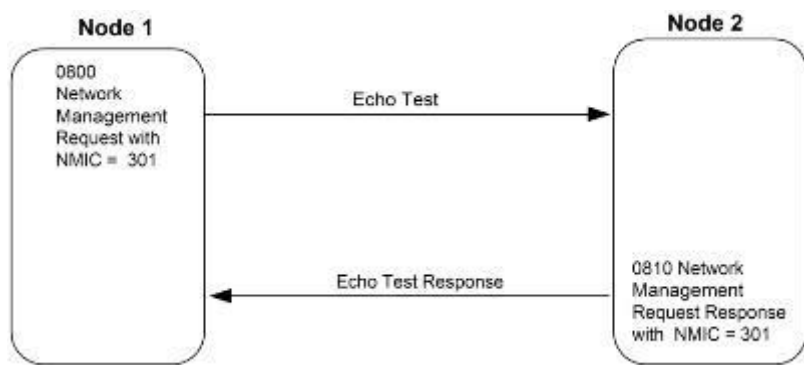 Node 1
Node 2
0800
Network
Management
Request with
NMIC = 301
Echo Test
Echo Test Response
0810 Network
Management
Request Response
with NMIC = 301